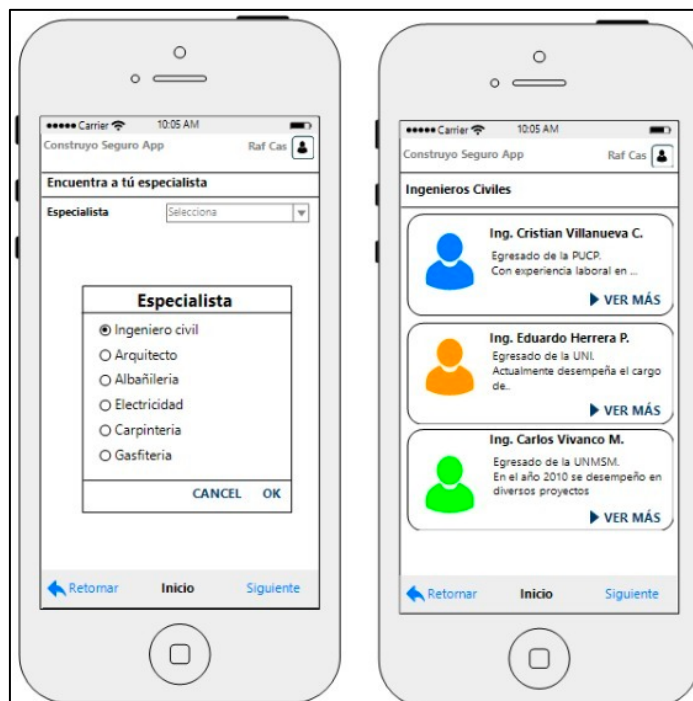 Carrier 10:05 AM
Construyo Seguro App Raf Cas
Encuentra a tú especialista
Especialista Selecciona
Especialista
Ingeniero civil
Arquitecto
Albañileria
Electricidad
Carpinteria
Gasfiteria
CANCEL OK
Retornar Inicio Siguiente
Carrier 10:05 AM
Construyo Seguro App Raf Cas
Ingenieros Civiles
Ing. Cristian Villanueva C.
Egresado de la PUCP.
Con experiencia laboral en ...
VER MÁS
Ing. Eduardo Herrera P.
Egresado de la UNI.
Actualmente desempeña el cargo
de..
VER MÁS
Ing. Carlos Vivanco M.
Egresado de la UNMSM.
En el año 2010 se desempeño en
diversos proyectos
VER MÁS
Retornar Inicio Siguiente